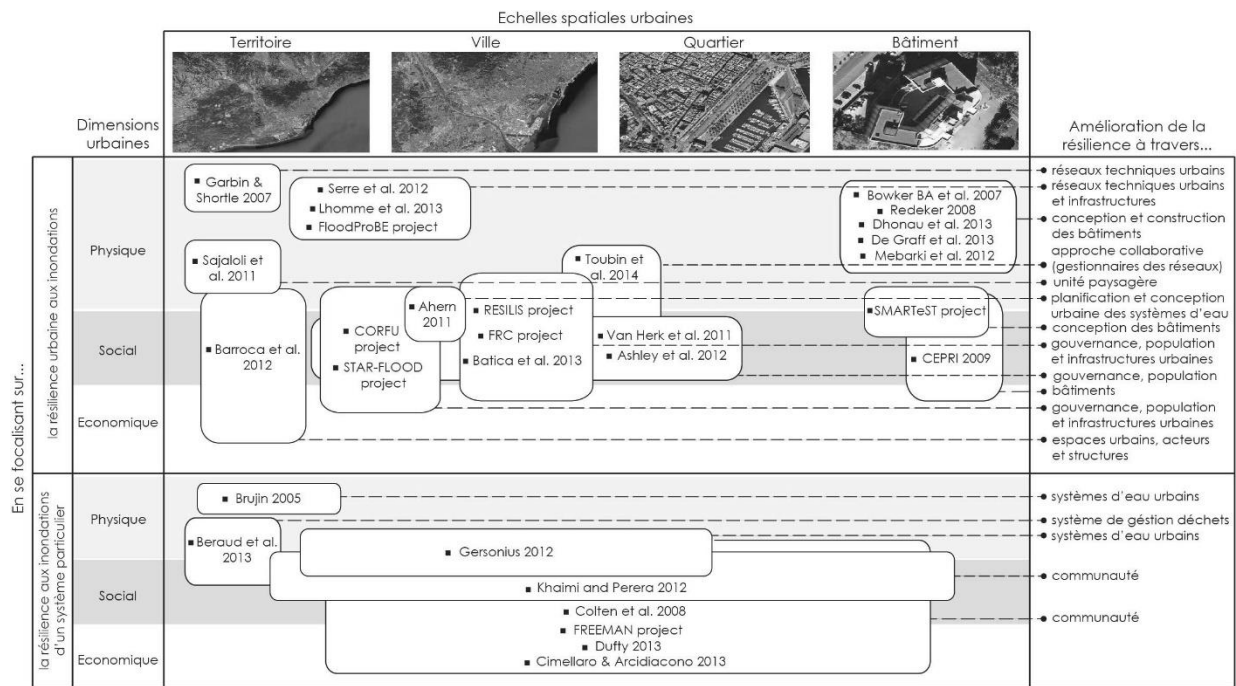 Echelles spatiales urbaines
Territoire
Ville
Quartier
Bâtiment
Dimensions
urbaines
Amélioration de la
résilience à travers...
En se focalisant sur...
la résilience urbaine aux inondations
Physique
Social
Economique
Garbin &
Shortle 2007
Serre et al. 2012
Lhomme et al. 2013
FloodProBE project
Bowker BA et al. 2007
Redeker 2008
Dhonau et al. 2013
De Graff et al. 2013
Mebarki et al. 2012
Sajaloli et
al. 2011
Toubin et
al. 2014
Barroca et al.
2012
CORFU
project
STAR-FLOOD
project
Ahern
2011
RESILIS project
FRC project
Batica et al. 2013
Van Herk et al. 2011
Ashley et al. 2012
SMARTeST project
CEPRI 2009
réseaux techniques urbains
réseaux techniques urbains
et infrastructures
conception et construction
des bâtiments
approche collaborative
(gestionnaires des réseaux)
unité paysagère
planification et conception
urbaine des systèmes d'eau
conception des bâtiments
gouvernance, population
et infrastructures urbaines
gouvernance, population
bâtiments
gouvernance, population
et infrastructures urbaines
espaces urbains, acteurs
et structures
la résilience aux inondations
d'un système particulier
Physique
Social
Economique
Brujin 2005
Beraud et al.
2013
Gersonius 2012
Khaimi and Perera 2012
Colten et al. 2008
FREEMAN project
Dufty 2013
Cimellaro & Arcidiacono 2013
systèmes d'eau urbains
système de géstion déchets
systèmes d'eau urbains
communauté
communauté